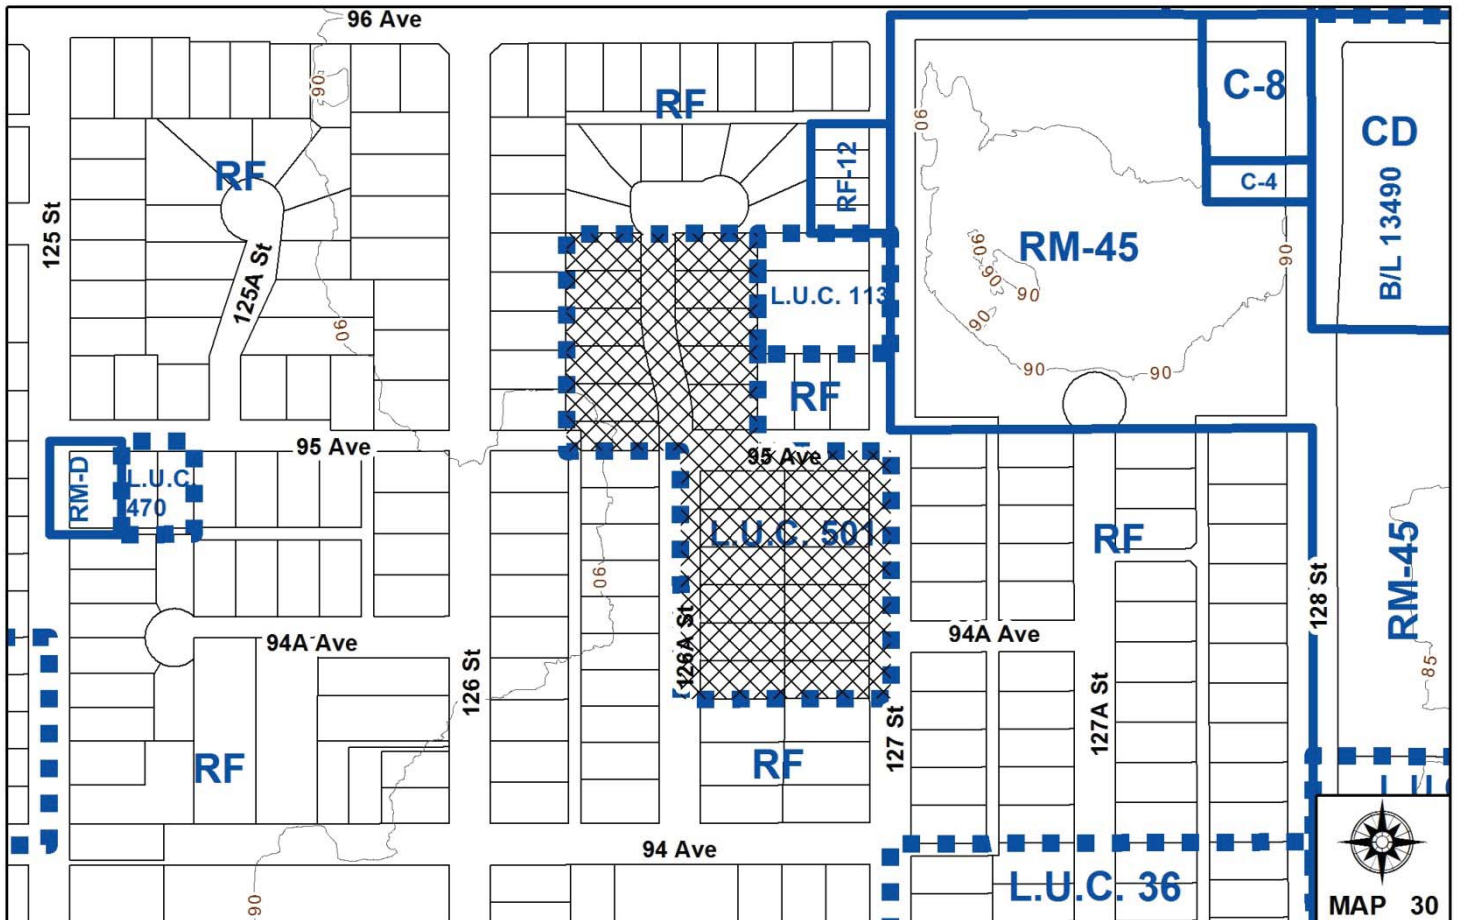 96 Ave
C-8
CD
RF
90
90
RF-12
RF
C-4
B/L 13490
125 St
RM-45
90
90
90
125A St
L.U.C. 113
90
90
90
90
90
RF
95 Ave
95 Ave
RM-D
L.U.C.
470
L.U.C. 501
RF
RM-45
90
128 St
94A Ave
94A Ave
126A St
126 St
85
127A St
127 St
RF
RF
94 Ave
L.U.C. 36
90
MAP 30